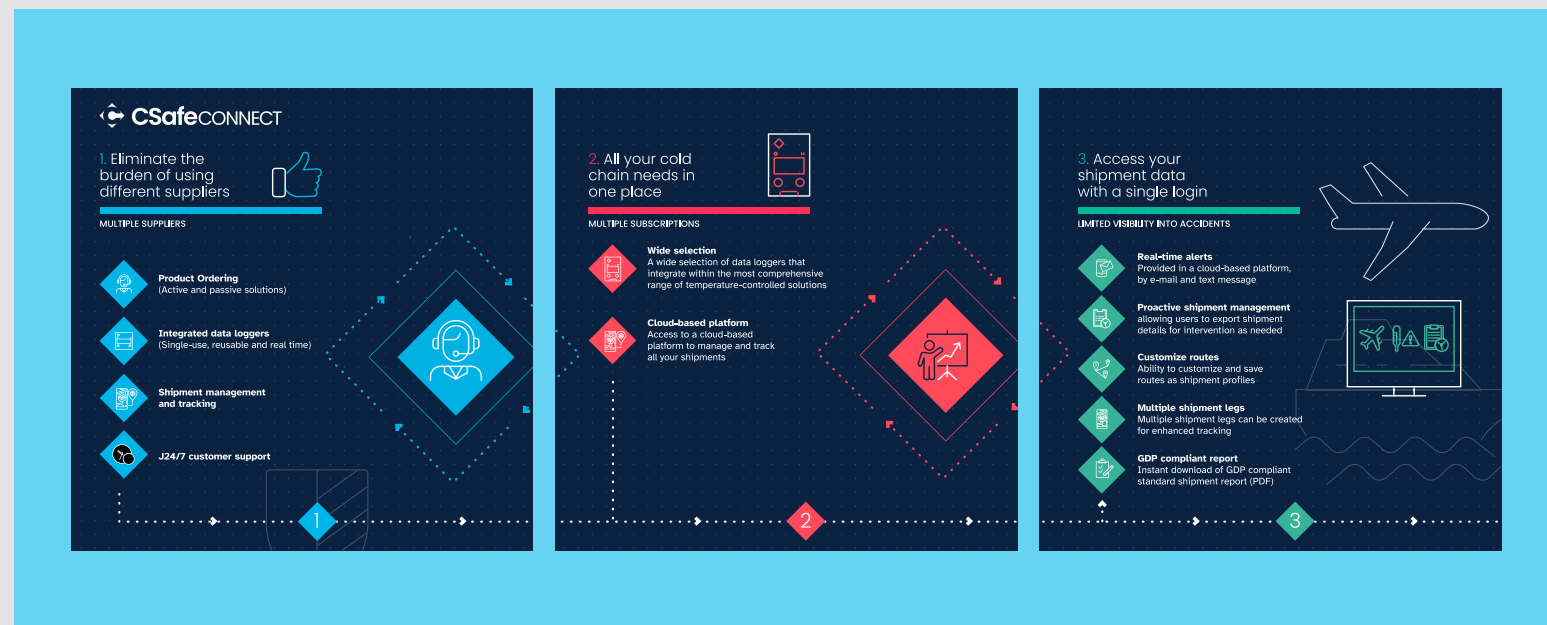 CSafeCONNECT
1. Eliminate the
burden of using
different suppliers
MULTIPLE SUPPLIERS
Product Ordering
(Active and passive solutions)
Integrated data loggers
(Single-use, reusable and real time)
Shipment management
and tracking
J24/7 customer support
1
2. All your cold
chain needs in
one place
MULTIPLE SUBSCRIPTIONS
Wide selection
A wide selection of data loggers that
integrate within the most comprehensive
range of temperature-controlled solutions
Cloud-based platform
Access to a cloud-based
platform to manage and track
all your shipments
2
3. Access your
shipment data
with a single login
LIMITED VISIBILITY INTO ACCIDENTS
Real-time alerts
Provided in a cloud-based platform,
by e-mail and text message
Proactive shipment management
allowing users to export shipment
details for intervention as needed
Customize routes
Ability to customize and save
routes as shipment profiles
Multiple shipment legs
Multiple shipment legs can be created
for enhanced tracking
GDP compliant report
Instant download of GDP compliant
standard shipment report (PDF)
3